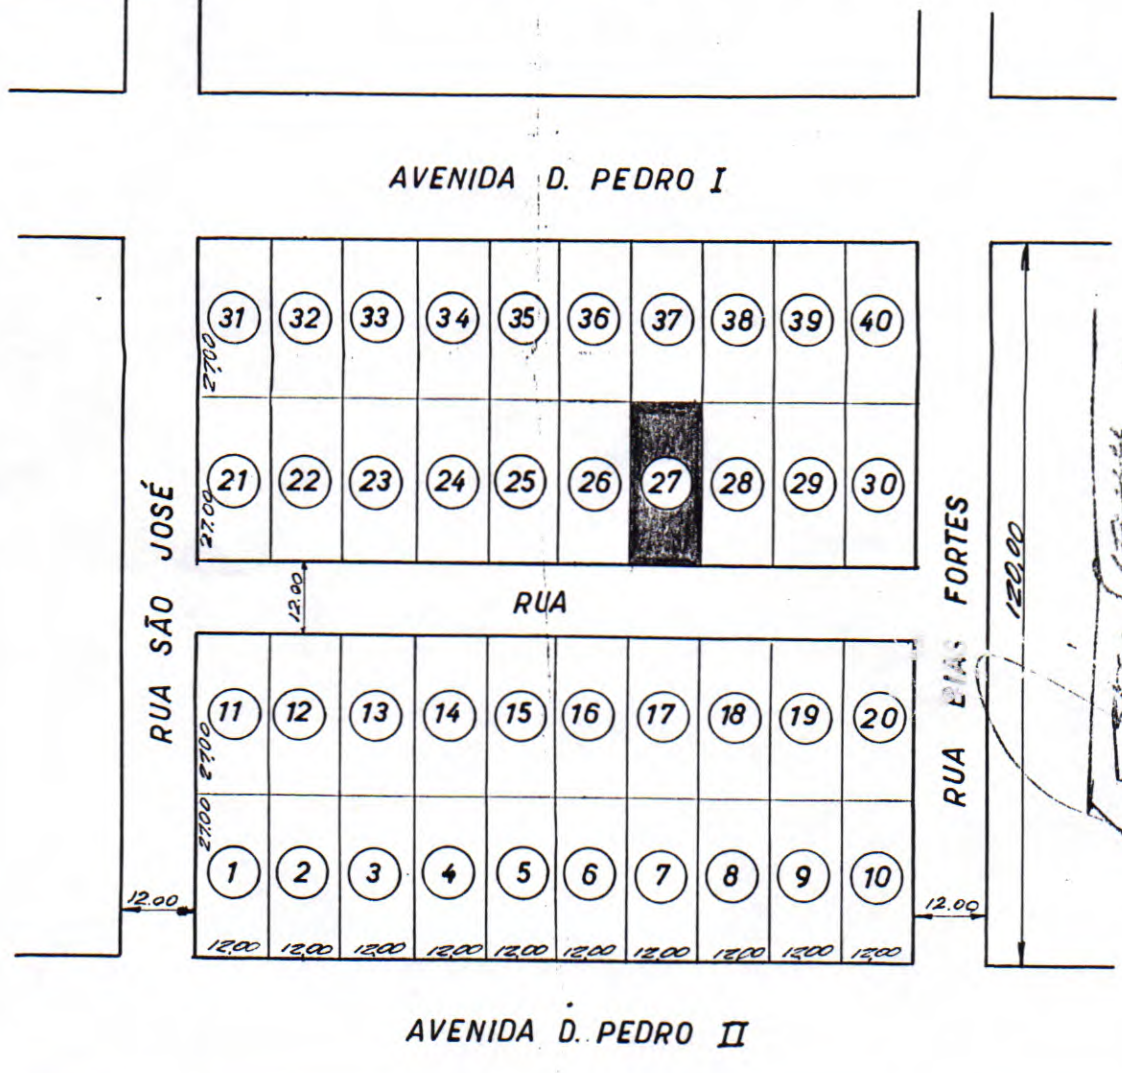 AVENIDA D. PEDRO I
31 32 33 34 35 36 37 38 39 40
27,00
21 22 23 24 25 26 27 28 29 30
27.00
RUA SÃO JOSÉ
12.00
RUA
RUA DIAS FORTES
120,00
11 12 13 14 15 16 17 18 19 20
27,00
27,00
1 2 3 4 5 6 7 8 9 10
12.00
12.00
12,00 12,00 12,00 12,00 12,00 12,00 12,00 12,00 12,00 12,00
AVENIDA D. PEDRO II